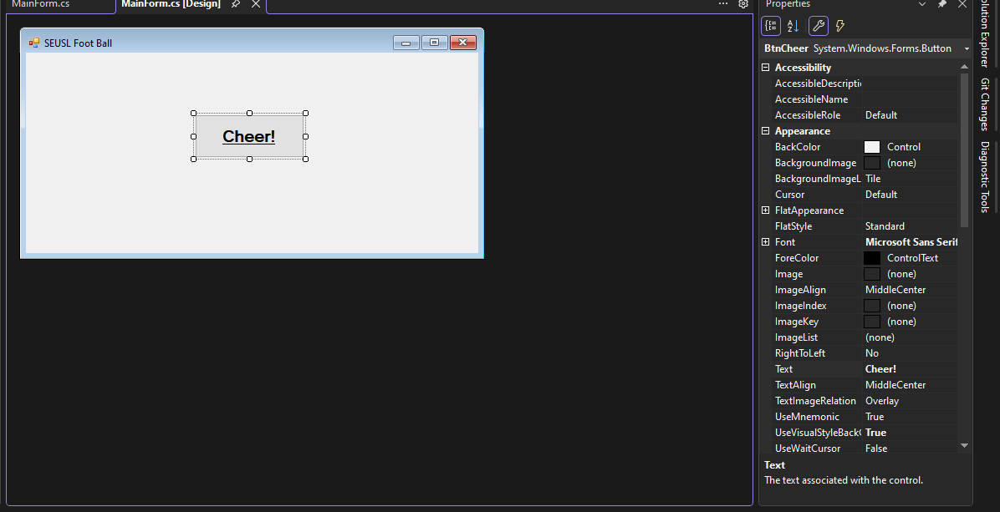 MainForm.cs
MainForm.cs [Design]
SEUSL Foot Ball
Cheer!
Properties
BtnCheer System.Windows.Forms.Button
Accessibility
AccessibleDescripti
AccessibleName
AccessibleRole Default
Appearance
BackColor Control
BackgroundImage (none)
BackgroundImageL Tile
Cursor Default
FlatAppearance
FlatStyle Standard
Font Microsoft Sans Serif
ForeColor ControlText
Image (none)
ImageAlign MiddleCenter
ImageIndex (none)
ImageKey (none)
ImageList (none)
RightToLeft No
Text Cheer!
TextAlign MiddleCenter
TextImageRelation Overlay
UseMnemonic True
UseVisualStyleBack True
UseWaitCursor False
Text
The text associated with the control.
olution Explorer
Git Changes
Diagnostic Tools